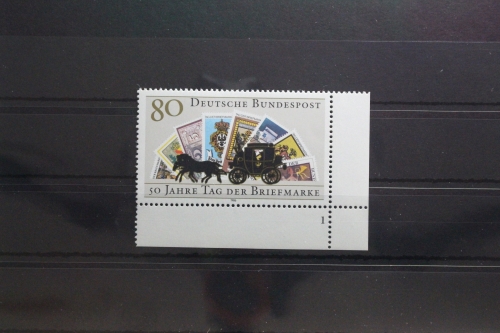 80 DEUTSCHE BUNDESPOST
50 JAHRE TAG DER BRIEFMARKE
1